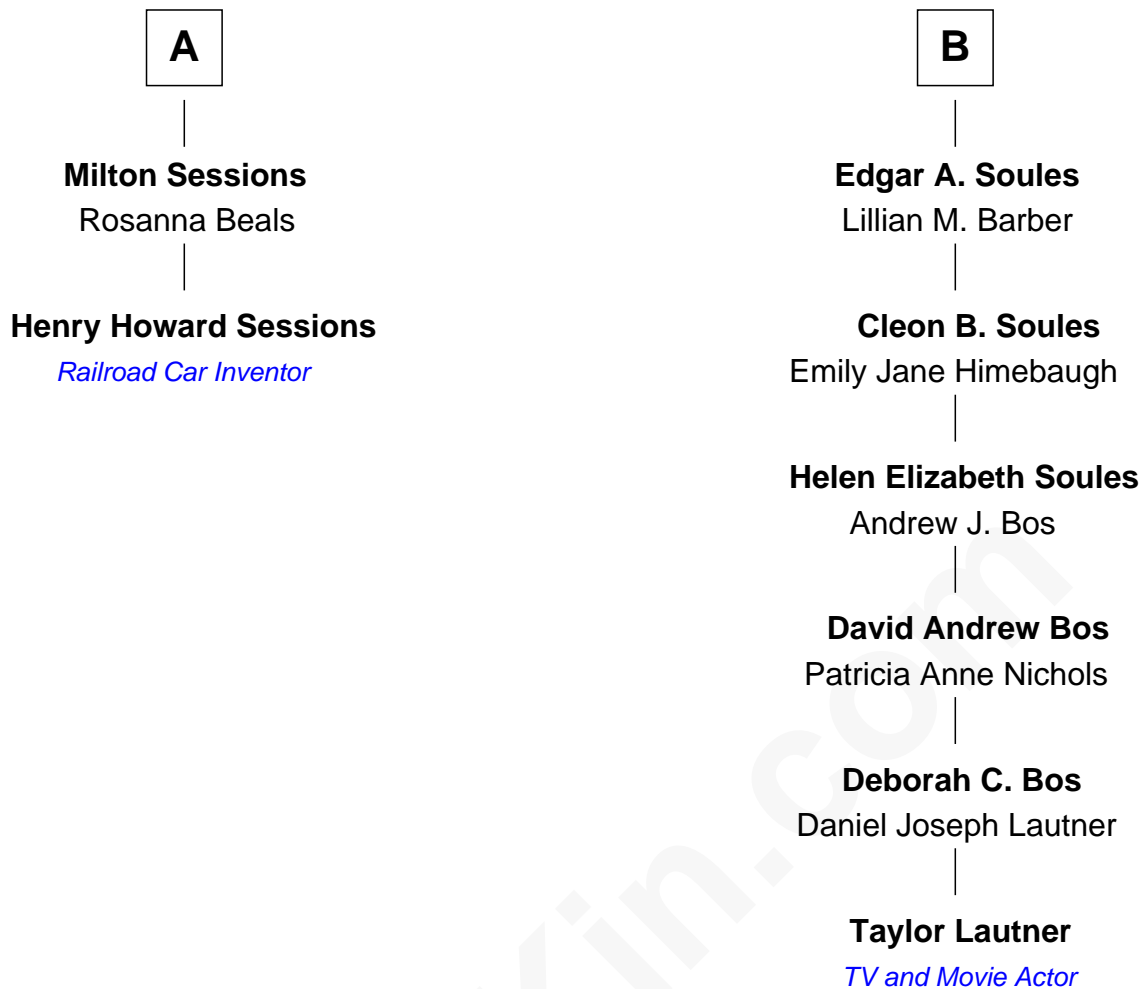 A
Milton Sessions
Rosanna Beals
Henry Howard Sessions
Railroad Car Inventor
B
Edgar A. Soules
Lillian M. Barber
Cleon B. Soules
Emily Jane Himebaugh
Helen Elizabeth Soules
Andrew J. Bos
David Andrew Bos
Patricia Anne Nichols
Deborah C. Bos
Daniel Joseph Lautner
Taylor Lautner
TV and Movie Actor
in.com